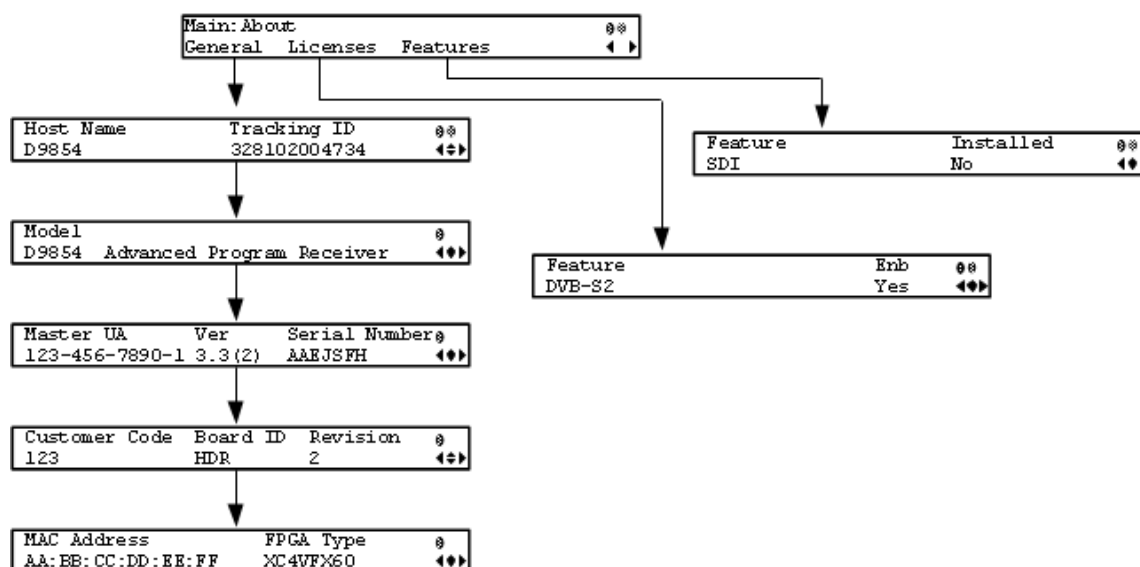 Main:About
General Licenses Features
Host Name Tracking ID
D9854 328102004734
Feature Installed
SDI No
Model
D9854 Advanced Program Receiver
Feature Enb
DVB-S2 Yes
Master UA Ver Serial Number
123-456-7890-1 3.3(2) AAEJSFH
Customer Code Board ID Revision
123 HDR 2
MAC Address FPGA Type
AA:BB:CC:DD:EE:FF XC4VFX60